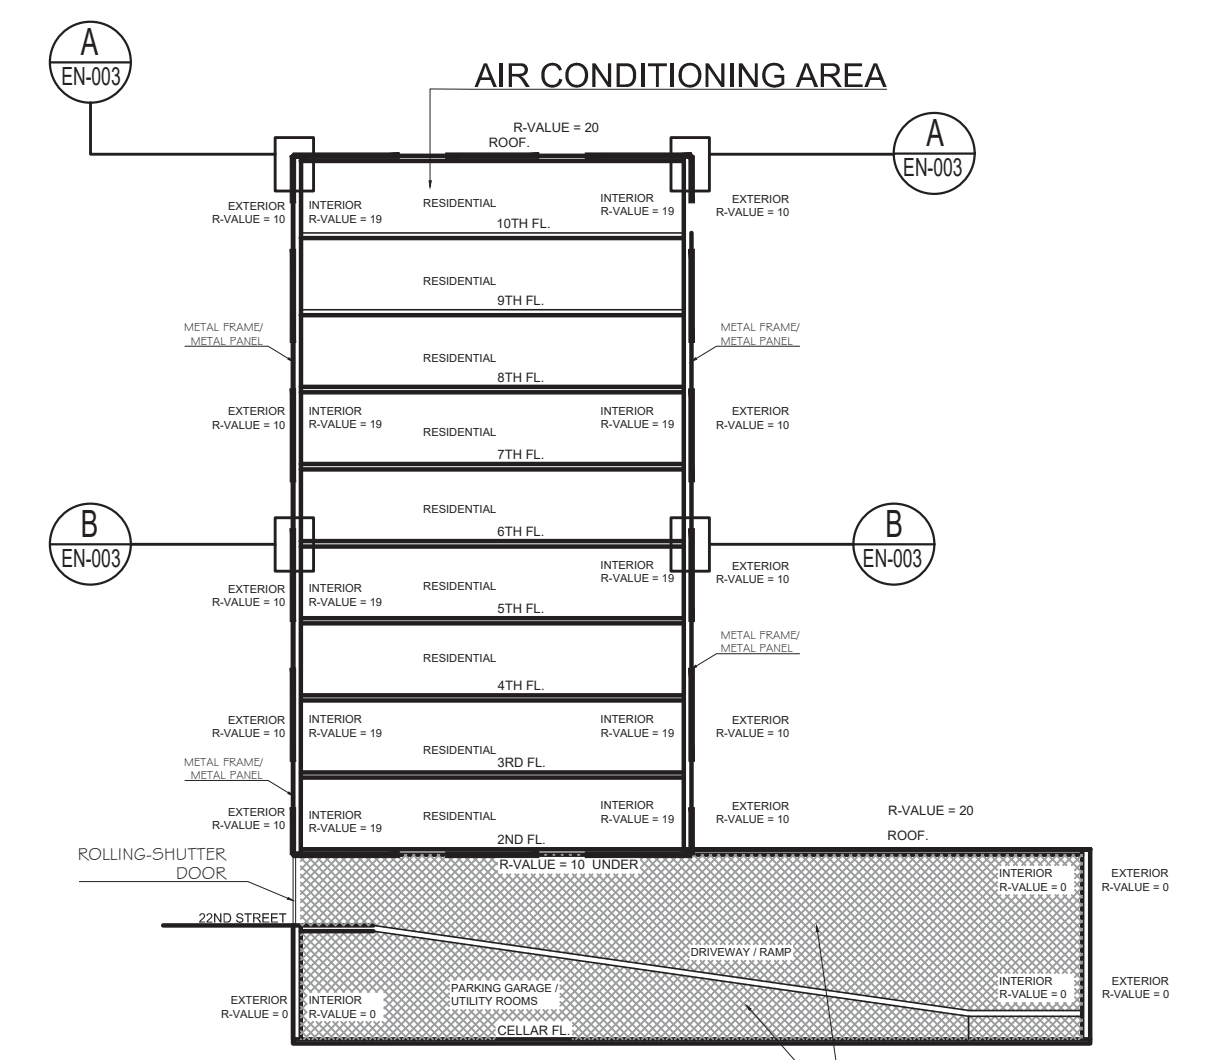 A
EN-003
AIR CONDITIONING AREA
R-VALUE = 20
ROOF.
A
EN-003
EXTERIOR
R-VALUE = 10
INTERIOR
R-VALUE = 19
RESIDENTIAL
10TH FL.
INTERIOR
R-VALUE = 19
EXTERIOR
R-VALUE = 10
RESIDENTIAL
9TH FL.
METAL FRAME/
METAL PANEL
METAL FRAME/
METAL PANEL
RESIDENTIAL
8TH FL.
EXTERIOR
R-VALUE = 10
INTERIOR
R-VALUE = 19
RESIDENTIAL
7TH FL.
INTERIOR
R-VALUE = 19
EXTERIOR
R-VALUE = 10
B
EN-003
RESIDENTIAL
6TH FL.
B
EN-003
EXTERIOR
R-VALUE = 10
INTERIOR
R-VALUE = 19
RESIDENTIAL
5TH FL.
INTERIOR
R-VALUE = 19
EXTERIOR
R-VALUE = 10
METAL FRAME/
METAL PANEL
RESIDENTIAL
4TH FL.
EXTERIOR
R-VALUE = 10
INTERIOR
R-VALUE = 19
RESIDENTIAL
3RD FL.
INTERIOR
R-VALUE = 19
EXTERIOR
R-VALUE = 10
METAL FRAME/
METAL PANEL
EXTERIOR
R-VALUE = 10
INTERIOR
R-VALUE = 19
RESIDENTIAL
2ND FL.
INTERIOR
R-VALUE = 19
EXTERIOR
R-VALUE = 10
R-VALUE = 20
ROOF.
ROLLING-SHUTTER
DOOR
R-VALUE = 10 UNDER
INTERIOR
R-VALUE = 0
EXTERIOR
R-VALUE = 0
22ND STREET
DRIVEWAY / RAMP
PARKING GARAGE /
UTILITY ROOMS
INTERIOR
R-VALUE = 0
EXTERIOR
R-VALUE = 0
EXTERIOR
R-VALUE = 0
INTERIOR
R-VALUE = 0
CELLAR FL.